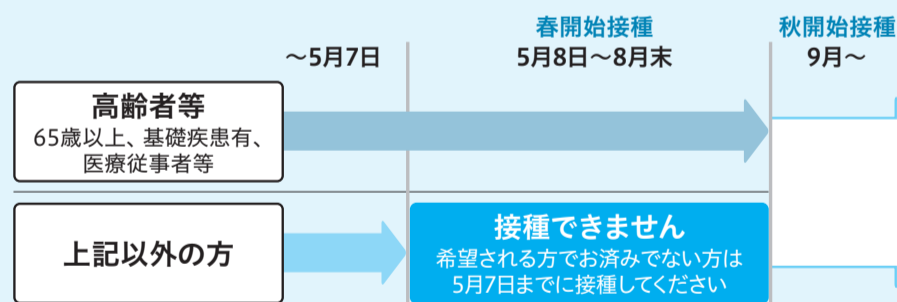 春開始接種
秋開始接種
～5月7日
5月8日～8月末
9月～
高齢者等
65歳以上、基礎疾患有、
医療従事者等
上記以外の方
接種できません
希望される方でお済みでない方は
5月7日までに接種してください